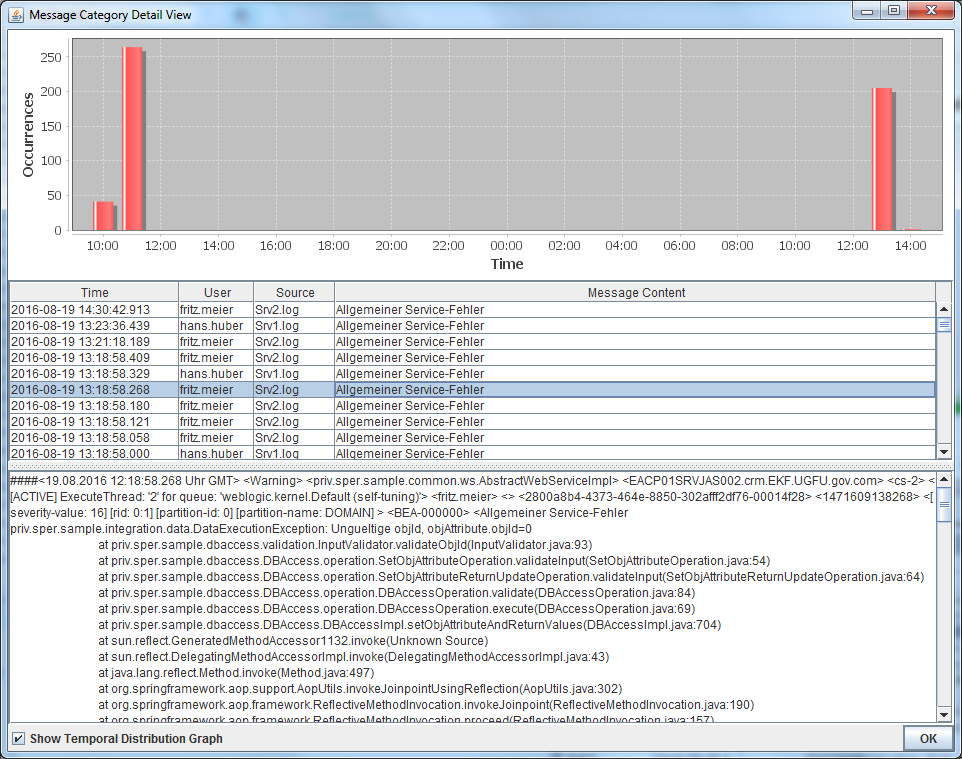 Message Category Detail View
250
200
150
100
50
0
Occurrences
10:00 12:00 14:00 16:00 18:00 20:00 22:00 00:00 02:00 04:00 06:00 08:00 10:00 12:00 14:00
Time
Time User Source Message Content
2016-08-19 14:30:42.913 fritz.meier Srv2.log Allgemeiner Service-Fehler
2016-08-19 13:23:36.439 hans.huber Srv1.log Allgemeiner Service-Fehler
2016-08-19 13:21:18.189 fritz.meier Srv2.log Allgemeiner Service-Fehler
2016-08-19 13:18:58.409 fritz.meier Srv2.log Allgemeiner Service-Fehler
2016-08-19 13:18:58.329 hans.huber Srv1.log Allgemeiner Service-Fehler
2016-08-19 13:18:58.268 fritz.meier Srv2.log Allgemeiner Service-Fehler
2016-08-19 13:18:58.180 fritz.meier Srv2.log Allgemeiner Service-Fehler
2016-08-19 13:18:58.121 fritz.meier Srv2.log Allgemeiner Service-Fehler
2016-08-19 13:18:58.058 fritz.meier Srv2.log Allgemeiner Service-Fehler
2016-08-19 13:18:58.000 hans.huber Srv1.log Allgemeiner Service-Fehler
####<19.08.2016 12:18:58.268 Uhr GMT> <Warning> <priv.sper.sample.common.ws.AbstractWebServiceImpl> <EACP01SRVJAS002.crm.EKF.UGFU.gov.com> <cs-2> <
[ACTIVE] ExecuteThread: '2' for queue: 'weblogic.kernel.Default (self-tuning)'> <fritz.meier> <> <2800a8b4-4373-464e-8850-302afff2df76-00014f28> <1471609138268> <[
severity-value: 16] [rid: 0:1] [partition-id: 0] [partition-name: DOMAIN] > <BEA-000000> <Allgemeiner Service-Fehler
priv.sper.sample.integration.data.DataExecutionException: Ungueltige objId, objAttribute.objId=0
at priv.sper.sample.dbaccess.validation.InputValidator.validateObjId(InputValidator.java:93)
at priv.sper.sample.dbaccess.DBAccess.operation.SetObjAttributeOperation.validateInput(SetObjAttributeOperation.java:54)
at priv.sper.sample.dbaccess.DBAccess.operation.SetObjAttributeReturnUpdateOperation.validateInput(SetObjAttributeReturnUpdateOperation.java:64)
at priv.sper.sample.dbaccess.DBAccess.operation.DBAccessOperation.validate(DBAccessOperation.java:84)
at priv.sper.sample.dbaccess.DBAccess.operation.DBAccessOperation.execute(DBAccessOperation.java:69)
at priv.sper.sample.dbaccess.DBAccess.DBAccessImpl.setObjAttributeAndReturnValues(DBAccessImpl.java:704)
at sun.reflect.GeneratedMethodAccessor1132.invoke(Unknown Source)
at sun.reflect.DelegatingMethodAccessorImpl.invoke(DelegatingMethodAccessorImpl.java:43)
at java.lang.reflect.Method.invoke(Method.java:497)
at org.springframework.aop.support.AopUtils.invokeJoinpointUsingReflection(AopUtils.java:302)
at org.springframework.aop.framework.ReflectiveMethodInvocation.invokeJoinpoint(ReflectiveMethodInvocation.java:190)
at org.springframework.aop.framework.ReflectiveMethodInvocation.proceed(ReflectiveMethodInvocation.java:157)
Show Temporal Distribution Graph
OK